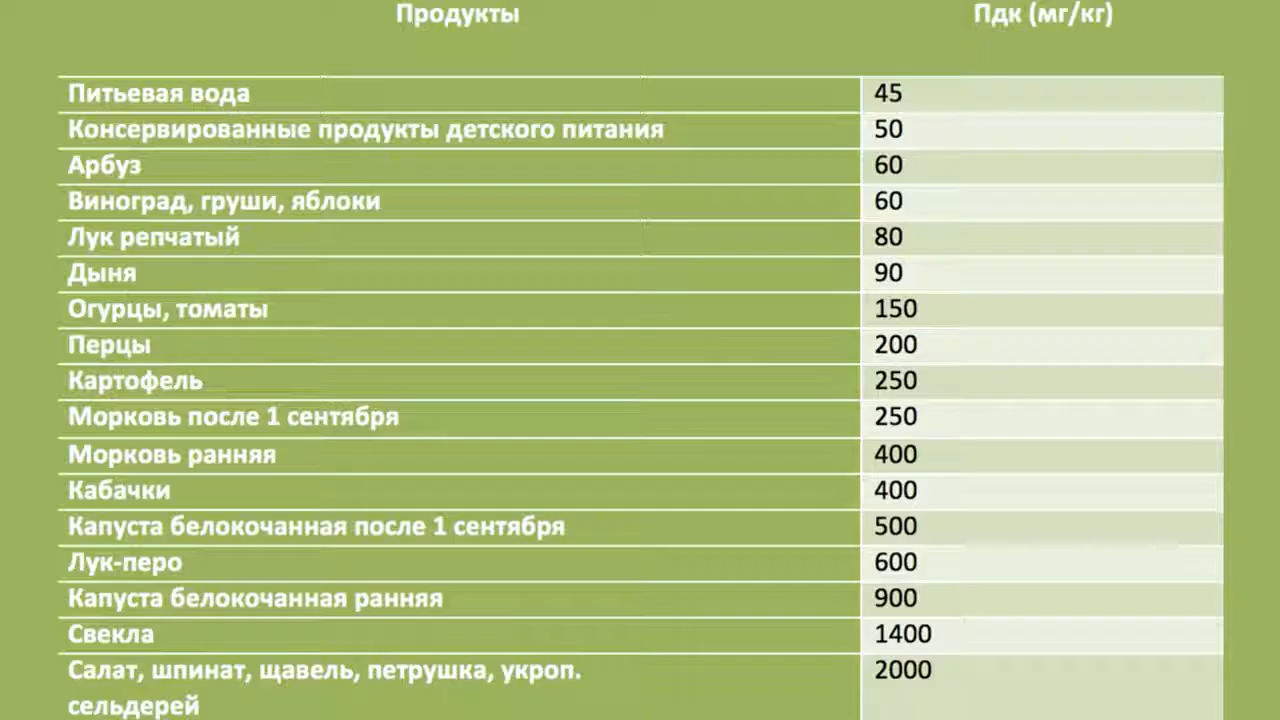 Продукты Пдк (мг/кг)
Питьевая вода 45
Консервированные продукты детского питания 50
Арбуз 60
Виноград, груши, яблоки 60
Лук репчатый 80
Дыня 90
Огурцы, томаты 150
Перцы 200
Картофель 250
Морковь после 1 сентября 250
Морковь ранняя 400
Кабачки 400
Капуста белокочанная после 1 сентября 500
Лук-перо 600
Капуста белокочанная ранняя 900
Свекла 1400
Салат, шпинат, щавель, петрушка, укроп. 2000
сельдерей